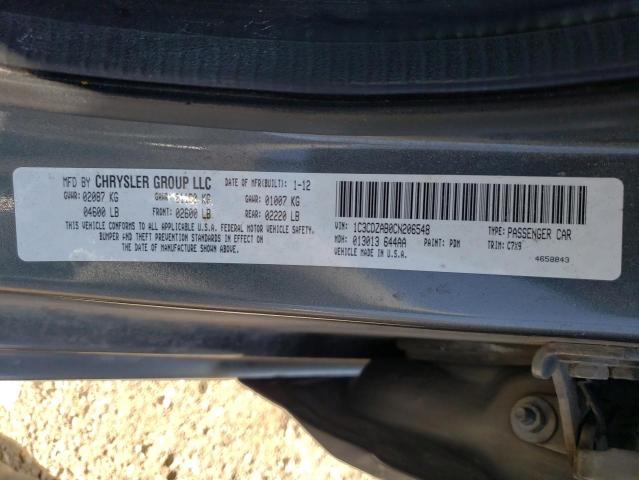 MFD BY CHRYSLER GROUP LLC DATE OF MFR(BUILT): 1-12
GVWR: 02087 KG GAWR KG GAWR: 01007 KG
04600 LB FRONT: 02600 LB REAR: 02220 LB
THIS VEHICLE CONFORMS TO ALL APPLICABLE U.S.A. FEDERAL MOTOR VEHICLE SAFETY,
BUMPER AND THEFT PREVENTION STANDARDS IN EFFECT ON
THE DATE OF MANUFACTURE SHOWN ABOVE.
VIN: 1C3CDZAB0CN206548 TYPE: PASSENGER CAR
MDH: 013013 644AA PAINT: PDM TRIM: C7X9
VEHICLE MADE IN U.S.A. 4658843